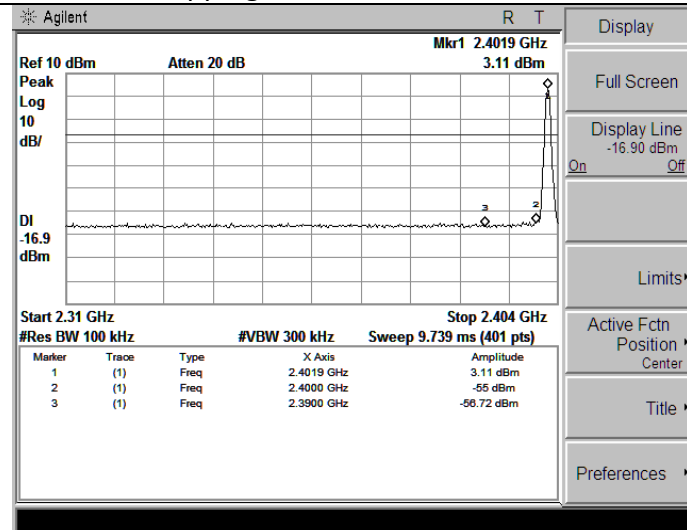 Agilent R T
Mkr1 2.4019 GHz
Ref 10 dBm Atten 20 dB 3.11 dBm
Peak
Log
10
dB/
3
2
DI
-16.9
dBm
Start 2.31 GHz Stop 2.404 GHz
#Res BW 100 kHz #VBW 300 kHz Sweep 9.739 ms (401 pts)
Marker Trace Type X Axis Amplitude
1 (1) Freq 2.4019 GHz 3.11 dBm
2 (1) Freq 2.4000 GHz -55 dBm
3 (1) Freq 2.3900 GHz -56.72 dBm
Display
Full Screen
Display Line
-16.90 dBm
On Off
Limits
Active Fctn
Position
Center
Title
Preferences